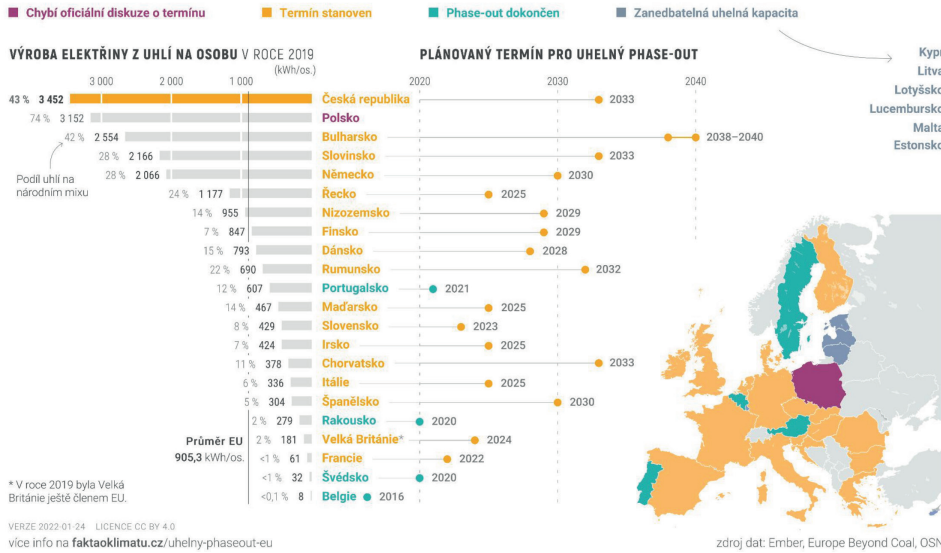 Chybí oficiální diskuze o termínu
Termín stanoven
Phase-out dokončen
Zanedbatelná uhelná kapacita
VÝROBA ELEKTŘINY Z UHLÍ NA OSOBU V ROCE 2019
(kWh/os.)
3 000 2 000 1 000
PLÁNOVANÝ TERMÍN PRO UHELNÝ PHASE-OUT
2020 2030 2040
Kypr
Litva
Lotyšsko
Lucembursko
Malta
Estonsko
43 % 3 452 Česká republika 2033
74 % 3 152 Polsko
42 % 2 554 Bulharsko 2038–2040
28 % 2 166 Slovinsko 2033
28 % 2 066 Německo 2030
24 % 1 177 Řecko 2025
14 % 955 Nizozemsko 2029
7 % 847 Finsko 2029
15 % 793 Dánsko 2028
22 % 690 Rumunsko 2032
12 % 607 Portugalsko 2021
14 % 467 Maďarsko 2025
8 % 429 Slovensko 2023
7 % 424 Irsko 2025
11 % 378 Chorvatsko 2033
6 % 336 Itálie 2025
5 % 304 Španělsko 2030
2 % 279 Rakousko 2020
2 % 181 Velká Británie* 2024
<1 % 61 Francie 2022
<1 % 32 Švédsko 2020
<0,1 % 8 Belgie 2016
Podíl uhlí na
národním mixu
Průměr EU
905,3 kWh/os.
* V roce 2019 byla Velká
Británie ještě členem EU.
VERZE 2022-01-24 LICENCE CC BY 4.0
více info na faktaoklimatu.cz/uhelny-phaseout-eu
zdroj dat: Ember, Europe Beyond Coal, OSN